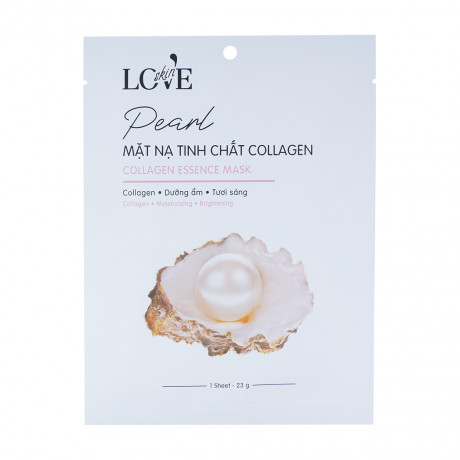 LOVE
skin
Pearl
MẶT NẠ TINH CHẤT COLLAGEN
COLLAGEN ESSENCE MASK
Collagen • Dưỡng ẩm • Tươi sáng
Collagen • Moisturizing • Brightening
1 Sheet - 23 g